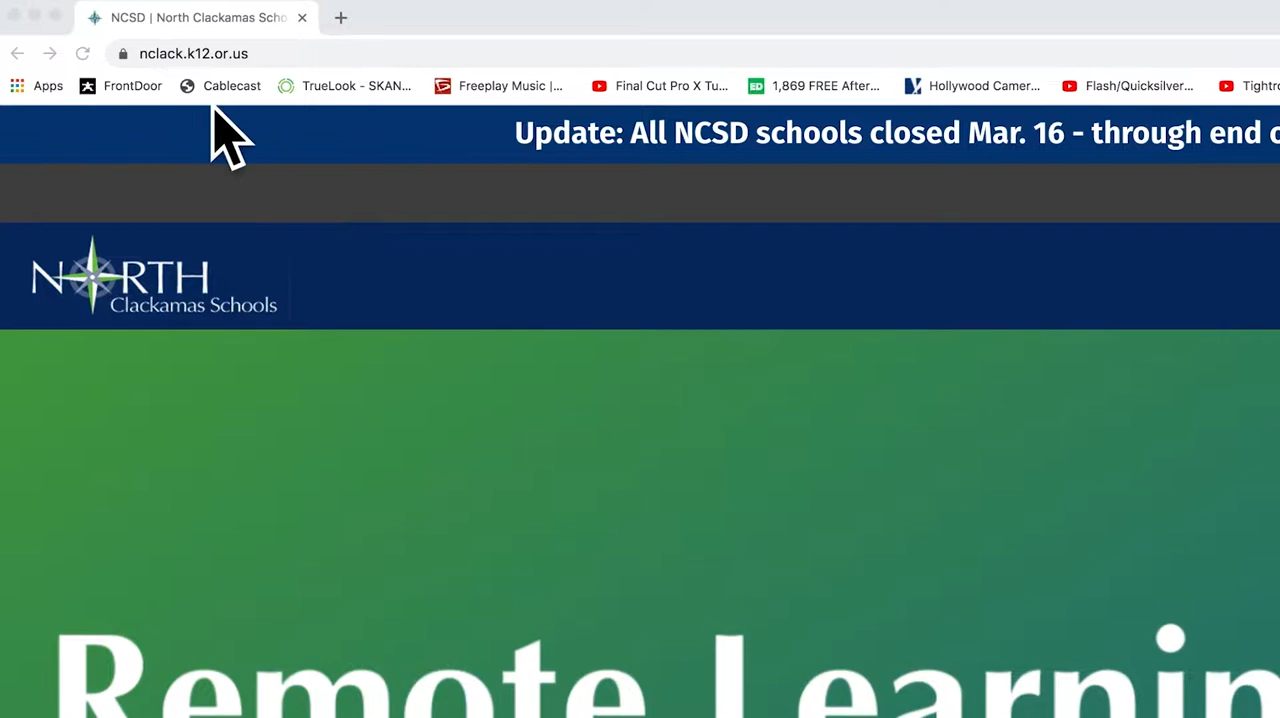 NCSD | North Clackamas Scho
nclack.k12.or.us
Apps FrontDoor Cablecast TrueLook - SKAN... Freeplay Music |... Final Cut Pro X Tu... ED 1,869 FREE After... Hollywood Camer... Flash/Quicksilver... Tightro
Update: All NCSD schools closed Mar. 16 - through end
NORTH
Clackamas Schools
Remote Learnin